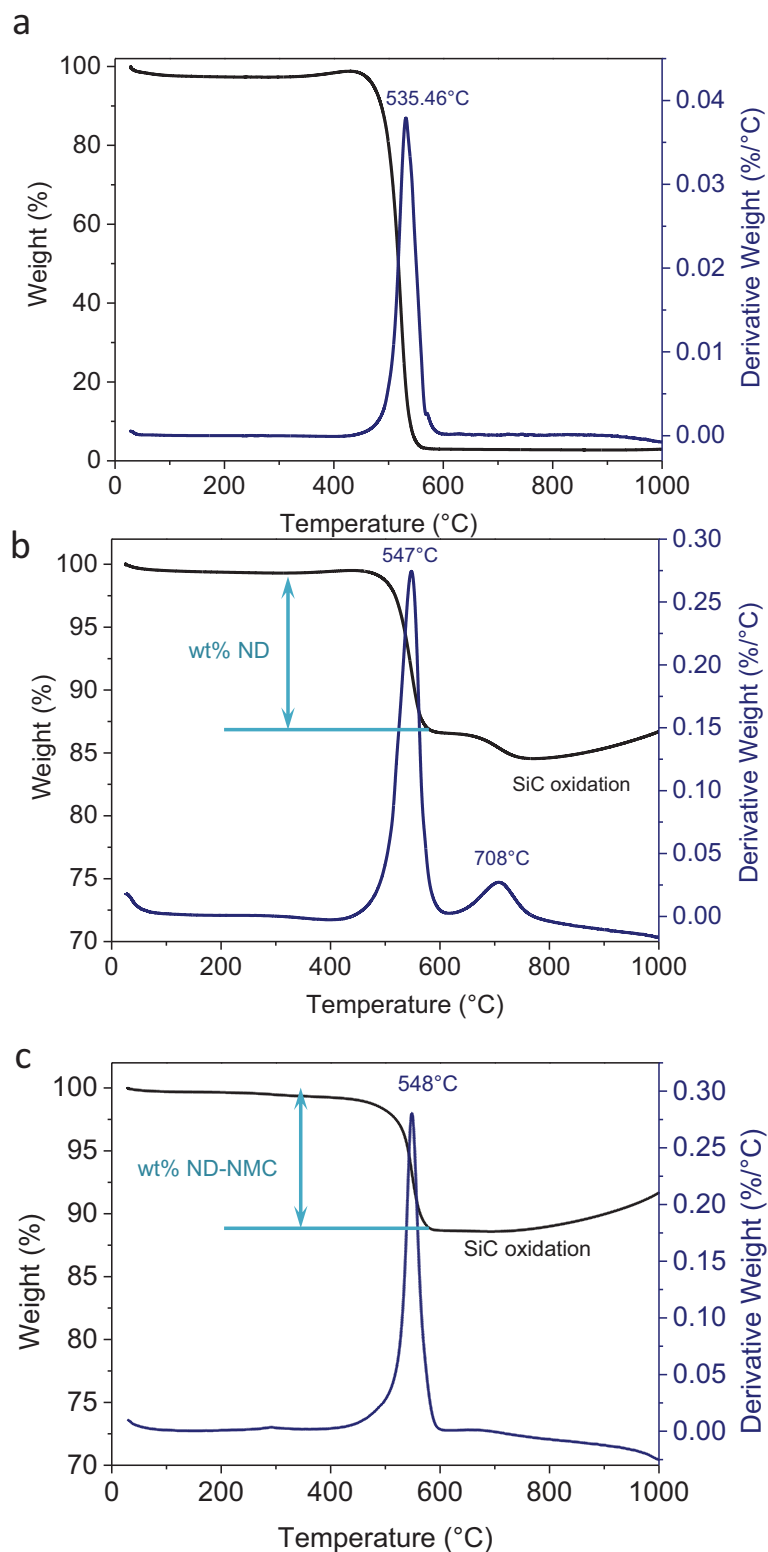 a
535.46°C
100
80
60
40
20
0
Weight (%)
0.04
0.03
0.02
0.01
0.00
Derivative Weight (%/°C)
0
200
400
600
800
1000
Temperature (°C)
b
547°C
wt% ND
SiC oxidation
708°C
100
95
90
85
80
75
70
Weight (%)
0.30
0.25
0.20
0.15
0.10
0.05
0.00
Derivative Weight (%/°C)
0
200
400
600
800
1000
Temperature (°C)
c
548°C
wt% ND-NMC
SiC oxidation
100
95
90
85
80
75
70
Weight (%)
0.30
0.25
0.20
0.15
0.10
0.05
0.00
Derivative Weight (%/°C)
0
200
400
600
800
1000
Temperature (°C)